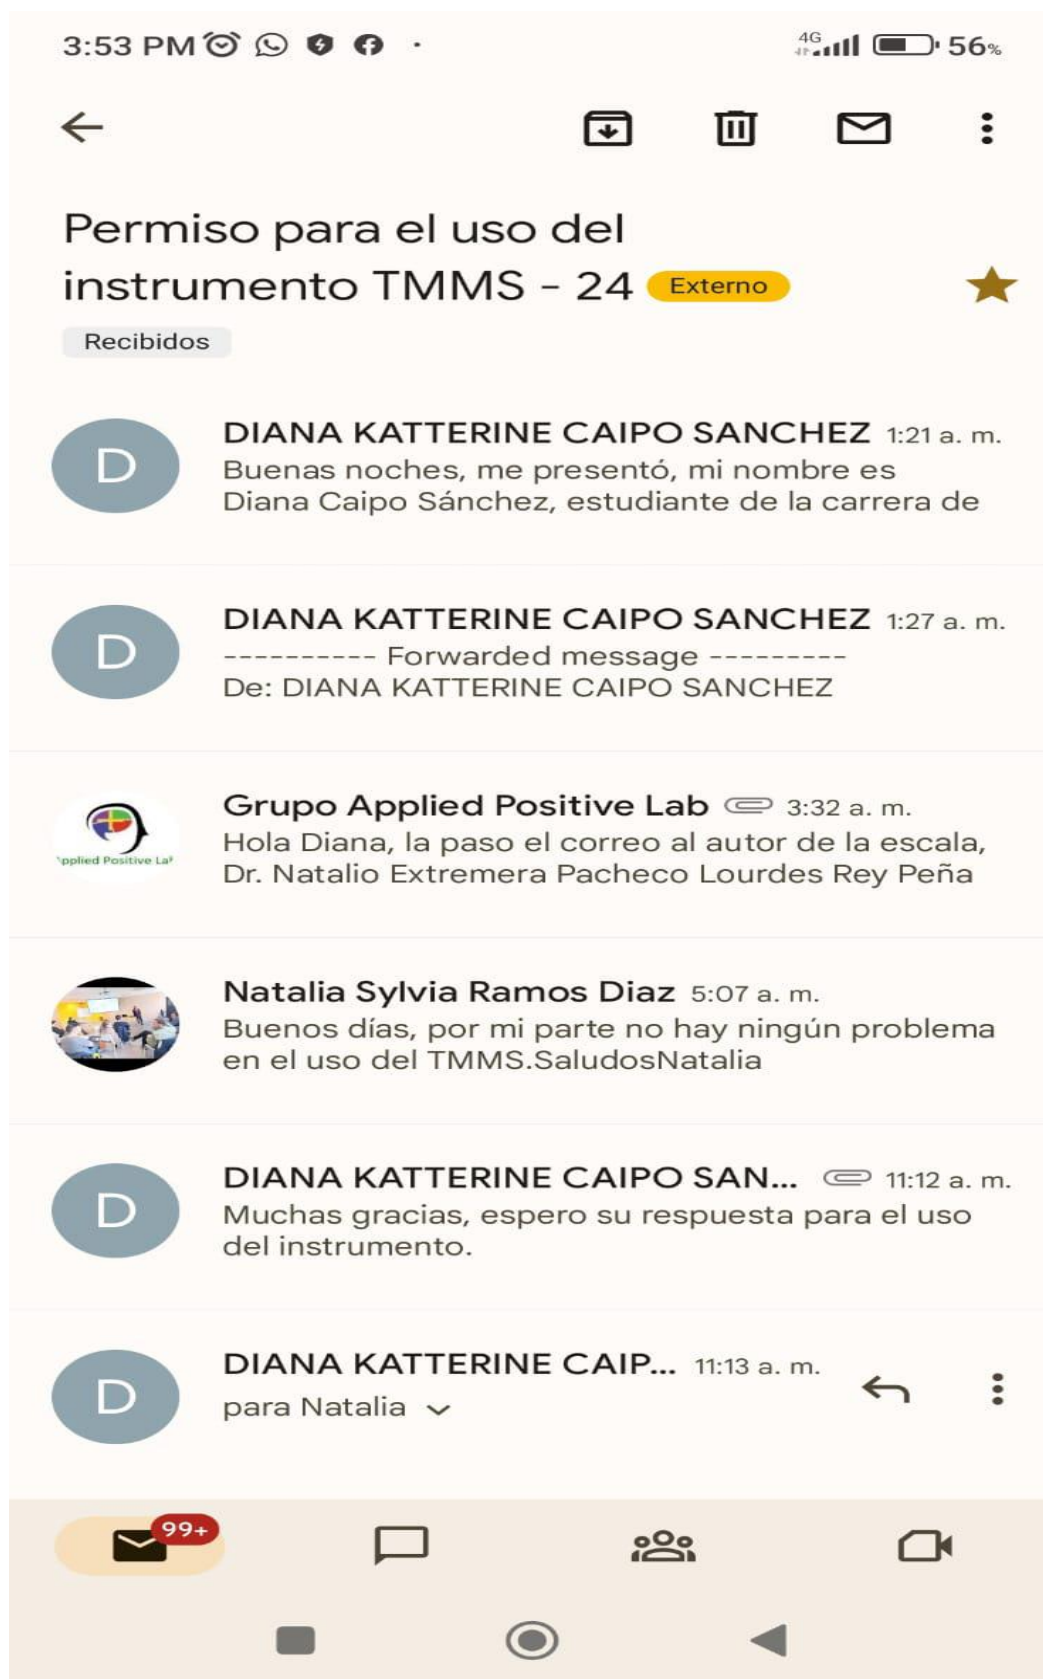 3:53 PM
4G
56%
Permiso para el uso del
instrumento TMMS - 24 Externo
Recibidos
D
DIANA KATTERINE CAIPO SANCHEZ 1:21 a. m.
Buenas noches, me presentó, mi nombre es
Diana Caipo Sánchez, estudiante de la carrera de
D
DIANA KATTERINE CAIPO SANCHEZ 1:27 a. m.
---------- Forwarded message ---------
De: DIANA KATTERINE CAIPO SANCHEZ
Applied Positive Lab
Grupo Applied Positive Lab 3:32 a. m.
Hola Diana, la paso el correo al autor de la escala,
Dr. Natalio Extremera Pacheco Lourdes Rey Peña
Natalia Sylvia Ramos Diaz 5:07 a. m.
Buenos días, por mi parte no hay ningún problema
en el uso del TMMS.SaludosNatalia
D
DIANA KATTERINE CAIPO SAN... 11:12 a. m.
Muchas gracias, espero su respuesta para el uso
del instrumento.
D
DIANA KATTERINE CAIP... 11:13 a. m.
para Natalia
99+